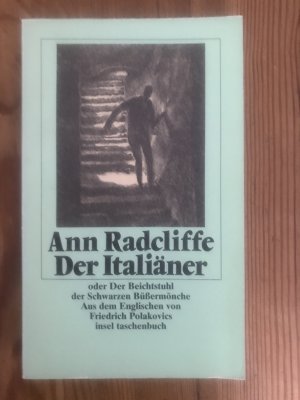 Ann Radcliffe
Der Italiäner
oder Der Beichtstuhl
der Schwarzen Büßermönche
Aus dem Englischen von
Friedrich Polakovics
insel taschenbuch